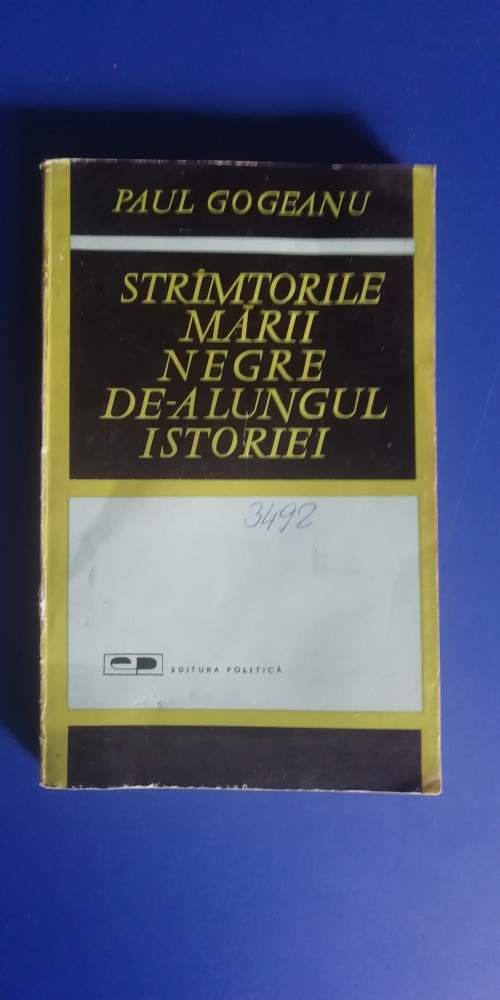 PAUL GOGEANU
STRÎMTORILE
MĂRII
NEGRE
DE-A LUNGUL
ISTORIEI
3492
ep EDITURA POLITICĂ